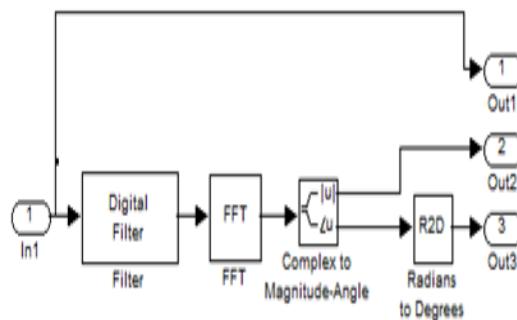 1
Out1
2
Out2
1
In1
Digital
Filter
Filter
FFT
FFT
|u|
∠u
Complex to
Magnitude-Angle
R2D
Radians
to Degrees
3
Out3